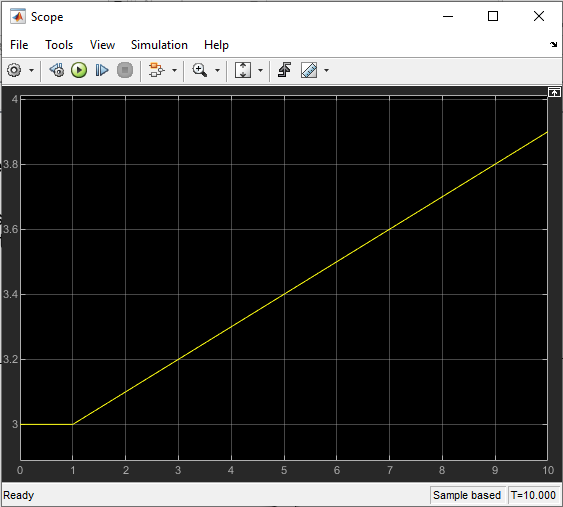 Scope
File Tools View Simulation Help
4
3.8
3.6
3.4
3.2
3
0 1 2 3 4 5 6 7 8 9 10
Ready Sample based T=10.000